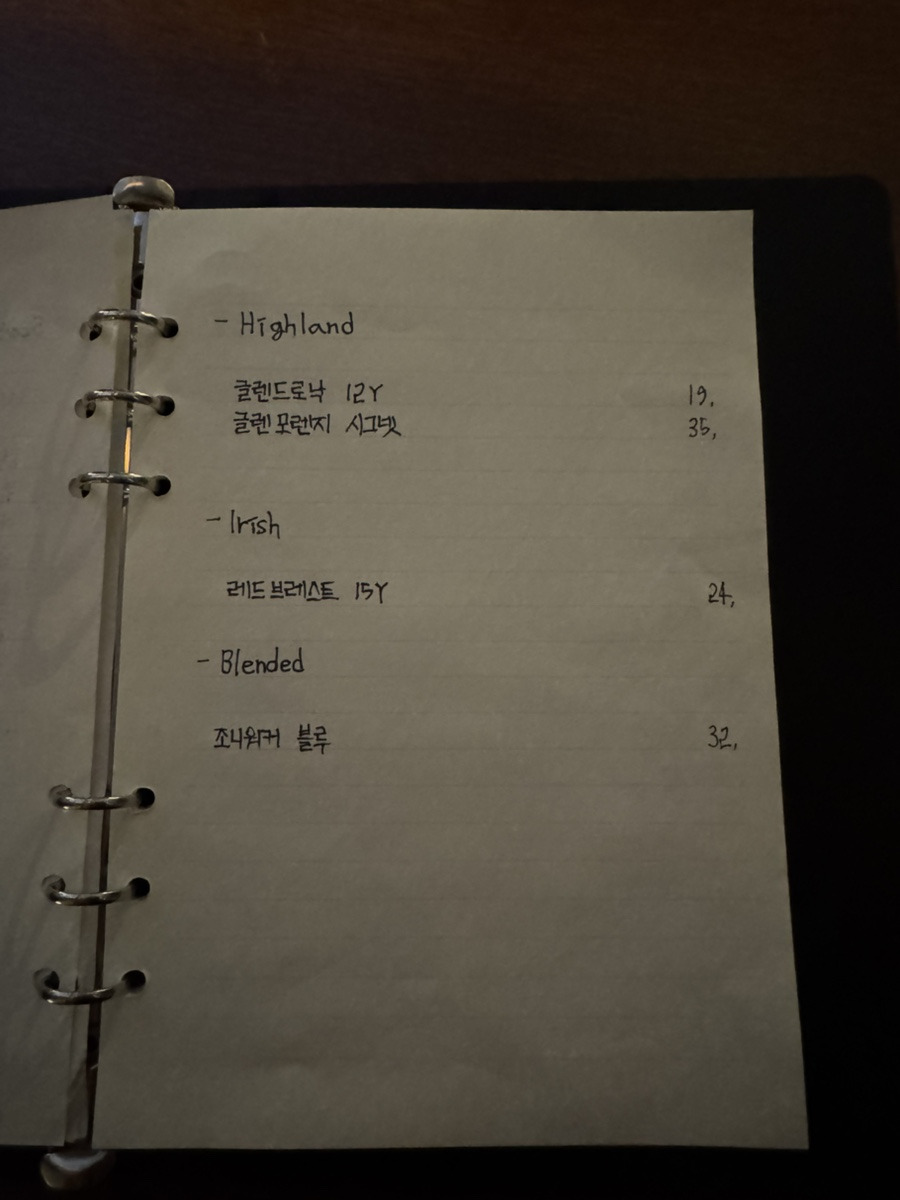 - Highland
글렌드로낙 12Y 19,
글렌모렌지 시그넷 35,
- Irish
레드브레스트 15Y 24,
- Blended
조니워커 블루 32,